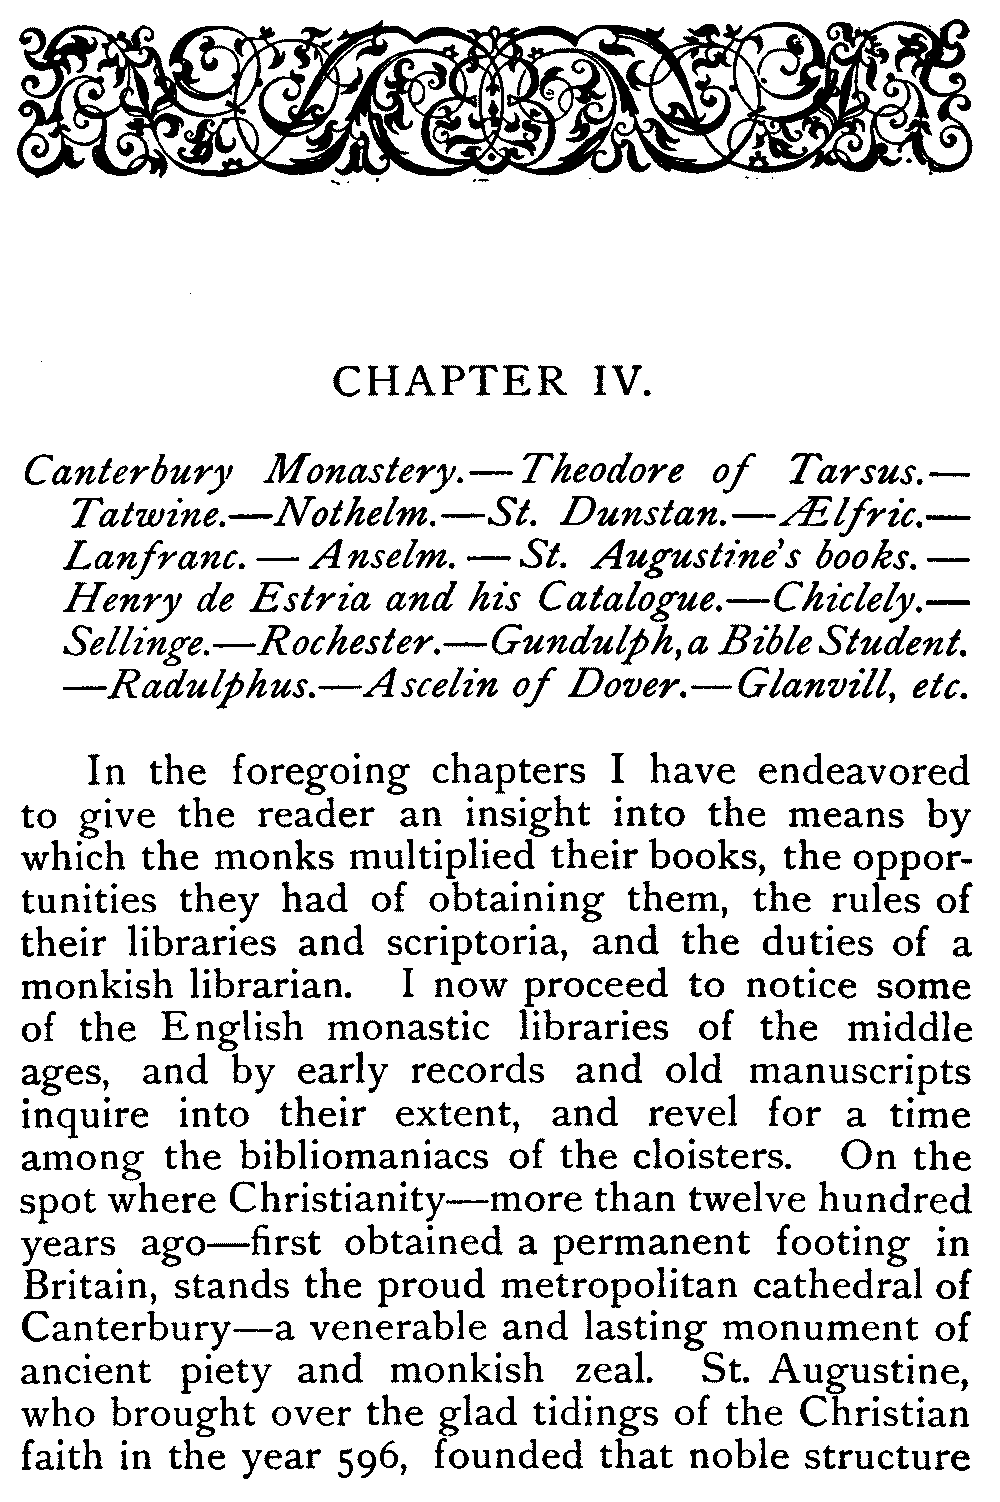 CHAPTER IV.
Canterbury Monastery.—Theodore of Tarsus.—
Tatwine.—Nothelm.—St. Dunstan.—Ælfric.—
Lanfranc. — Anselm. — St. Augustine's books. —
Henry de Estria and his Catalogue.—Chiclely.—
Sellinge.—Rochester.—Gundulph, a Bible Student.
—Radulphus.—Ascelin of Dover.—Glanvill, etc.
In the foregoing chapters I have endeavored
to give the reader an insight into the means by
which the monks multiplied their books, the oppor-
tunities they had of obtaining them, the rules of
their libraries and scriptoria, and the duties of a
monkish librarian. I now proceed to notice some
of the English monastic libraries of the middle
ages, and by early records and old manuscripts
inquire into their extent, and revel for a time
among the bibliomaniacs of the cloisters. On the
spot where Christianity—more than twelve hundred
years ago—first obtained a permanent footing in
Britain, stands the proud metropolitan cathedral of
Canterbury—a venerable and lasting monument of
ancient piety and monkish zeal. St. Augustine,
who brought over the glad tidings of the Christian
faith in the year 596, founded that noble structure